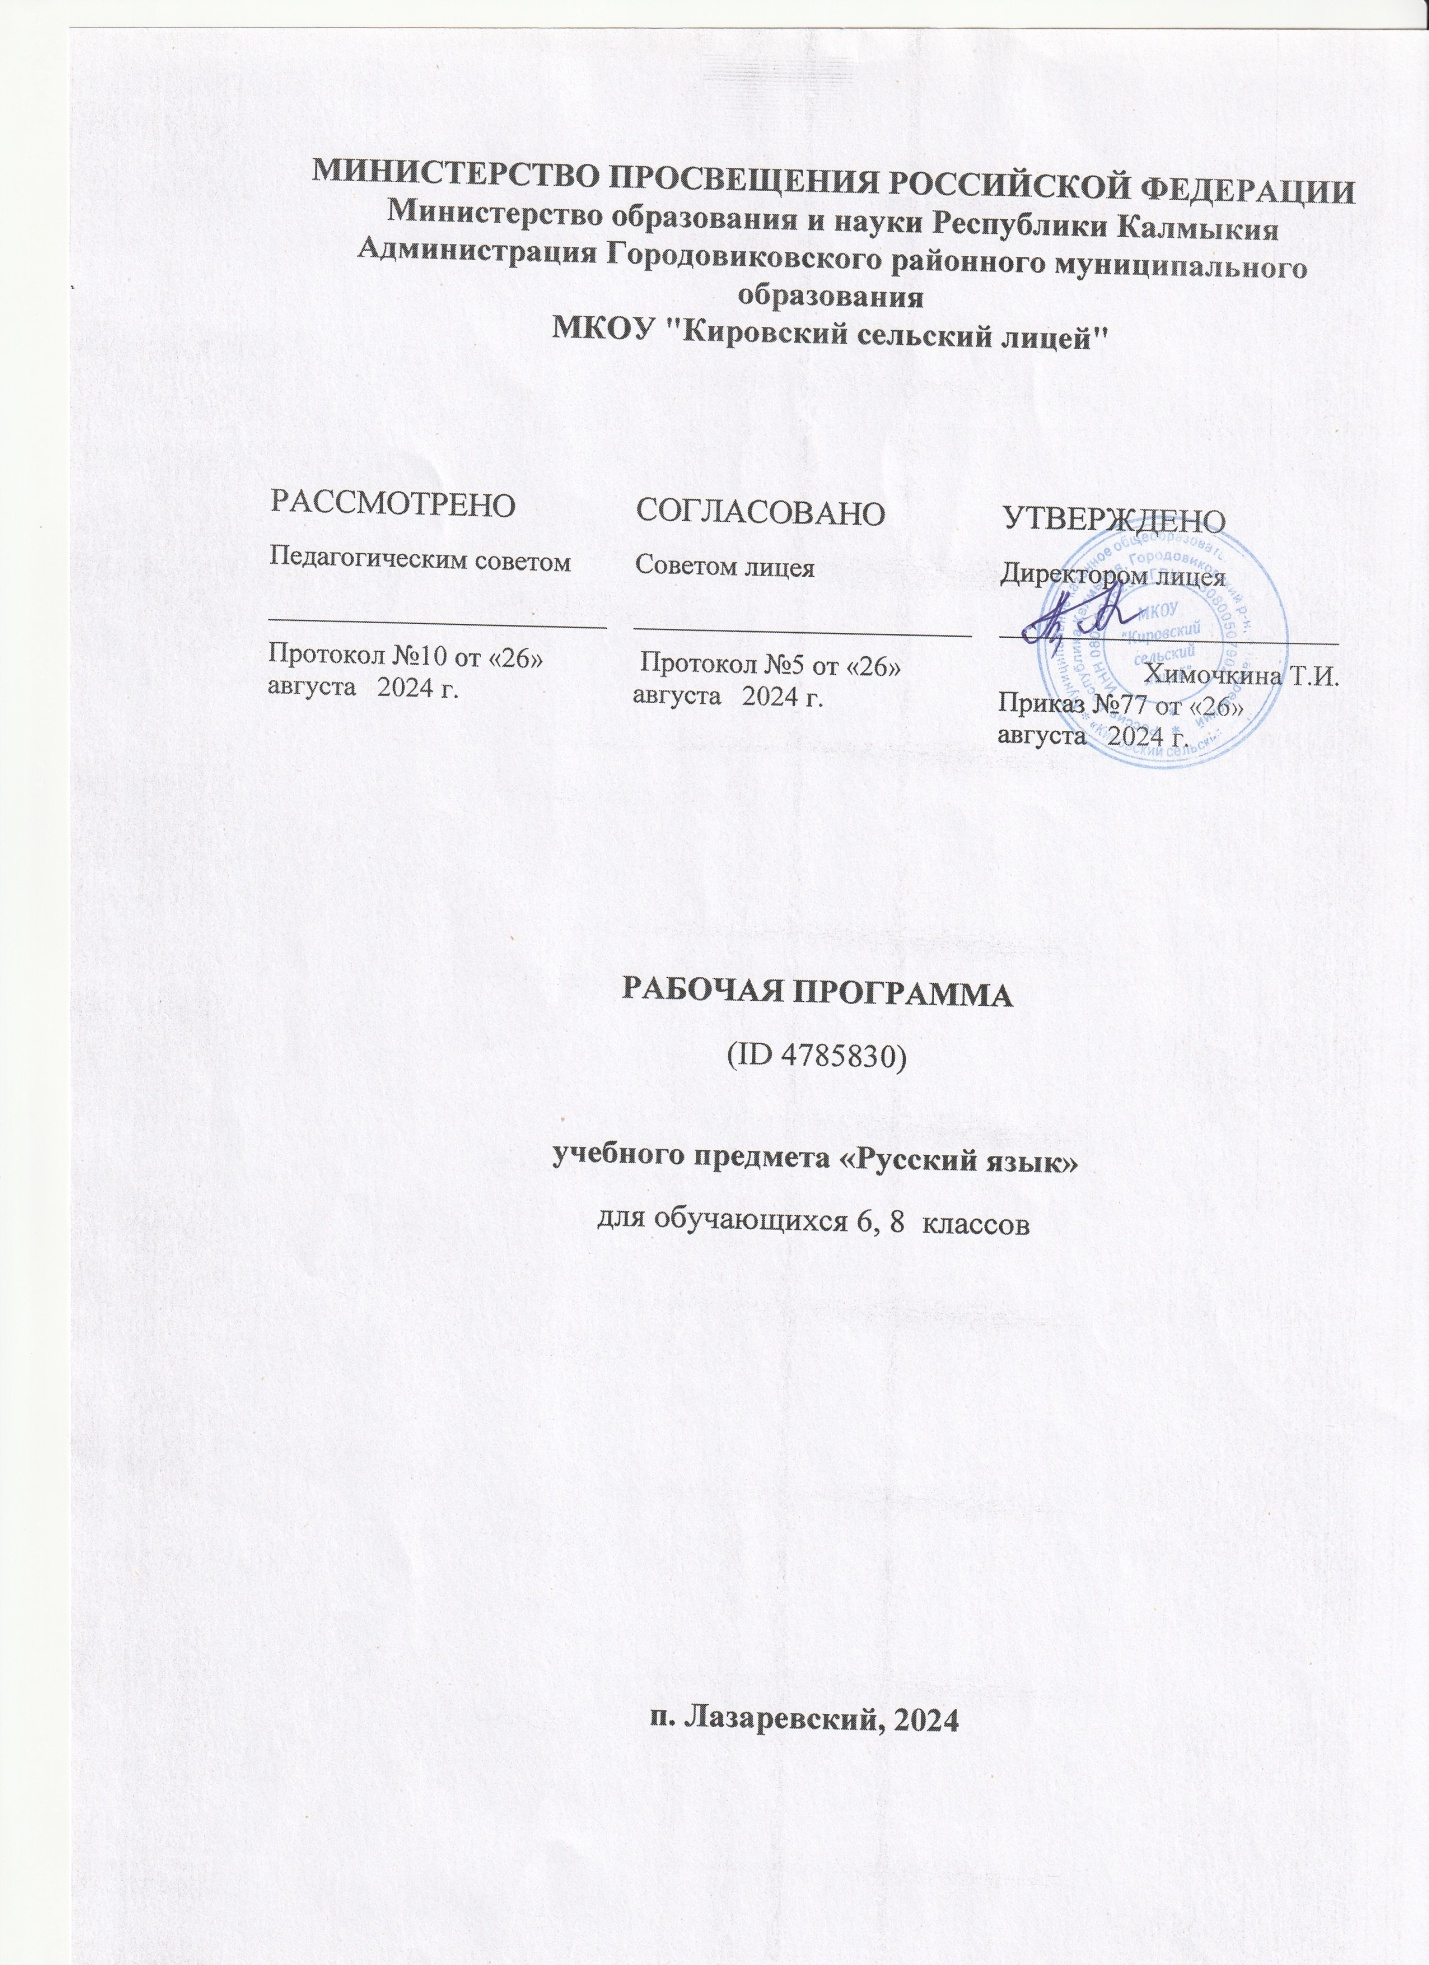 МИНИСТЕРСТВО ПРОСВЕЩЕНИЯ РОССИЙСКОЙ ФЕДЕРАЦИИ
Министерство образования и науки Республики Калмыкия
Администрация Городовиковского районного муниципального
образования
МКОУ "Кировский сельский лицей"
РАССМОТРЕНО
Педагогическим советом
Протокол №10 от «26»
августа 2024 г.
СОГЛАСОВАНО
Советом лицея
Протокол №5 от «26»
августа 2024 г.
УТВЕРЖДЕНО
Директором лицея
Химочкина Т.И.
Приказ №77 от «26»
августа 2024 г.
МКОУ
"Кировский
сельский
РАБОЧАЯ ПРОГРАММА
(ID 4785830)
учебного предмета «Русский язык»
для обучающихся 6, 8 классов
п. Лазаревский, 2024